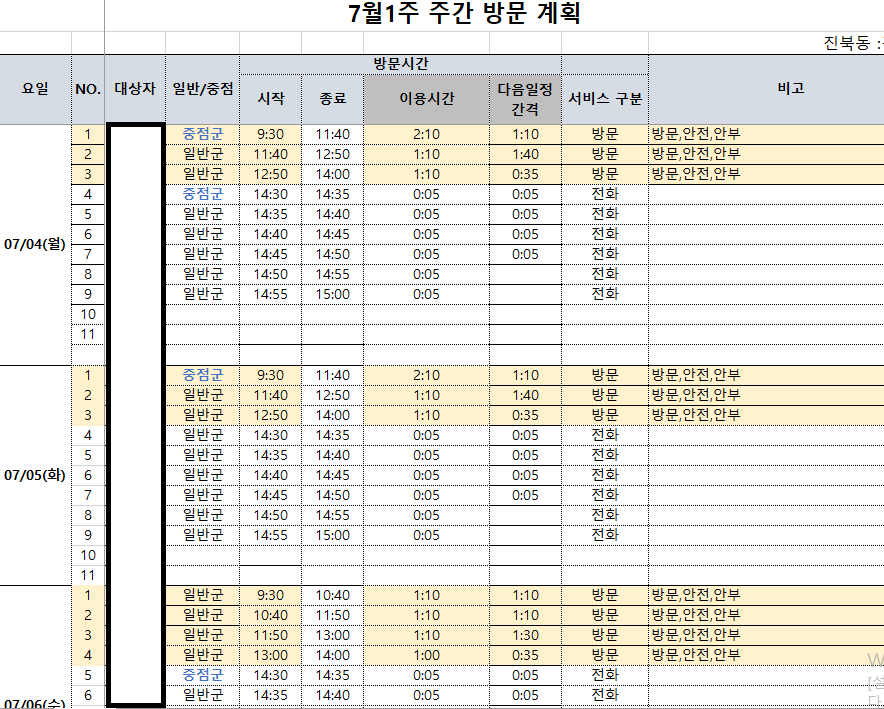 7월1주 주간 방문 계획
진북동 :
요일 NO. 대상자 일반/중점 방문시간 서비스 구분 비고
시작 종료 이용시간 다음일정 간격
07/04(월)
1 중점군 9:30 11:40 2:10 1:10 방문 방문,안전,안부
2 일반군 11:40 12:50 1:10 1:40 방문 방문,안전,안부
3 일반군 12:50 14:00 1:10 0:35 방문 방문,안전,안부
4 중점군 14:30 14:35 0:05 0:05 전화
5 일반군 14:35 14:40 0:05 0:05 전화
6 일반군 14:40 14:45 0:05 0:05 전화
7 일반군 14:45 14:50 0:05 0:05 전화
8 일반군 14:50 14:55 0:05 전화
9 일반군 14:55 15:00 0:05 전화
10
11
07/05(화)
1 중점군 9:30 11:40 2:10 1:10 방문 방문,안전,안부
2 일반군 11:40 12:50 1:10 1:40 방문 방문,안전,안부
3 일반군 12:50 14:00 1:10 0:35 방문 방문,안전,안부
4 일반군 14:30 14:35 0:05 0:05 전화
5 일반군 14:35 14:40 0:05 0:05 전화
6 일반군 14:40 14:45 0:05 0:05 전화
7 일반군 14:45 14:50 0:05 0:05 전화
8 일반군 14:50 14:55 0:05 전화
9 일반군 14:55 15:00 0:05 전화
10
11
07/06(수)
1 일반군 9:30 10:40 1:10 1:10 방문 방문,안전,안부
2 일반군 10:40 11:50 1:10 1:10 방문 방문,안전,안부
3 일반군 11:50 13:00 1:10 1:30 방문 방문,안전,안부
4 일반군 13:00 14:00 1:00 0:35 방문 방문,안전,안부
5 중점군 14:30 14:35 0:05 0:05 전화
6 일반군 14:35 14:40 0:05 0:05 전화